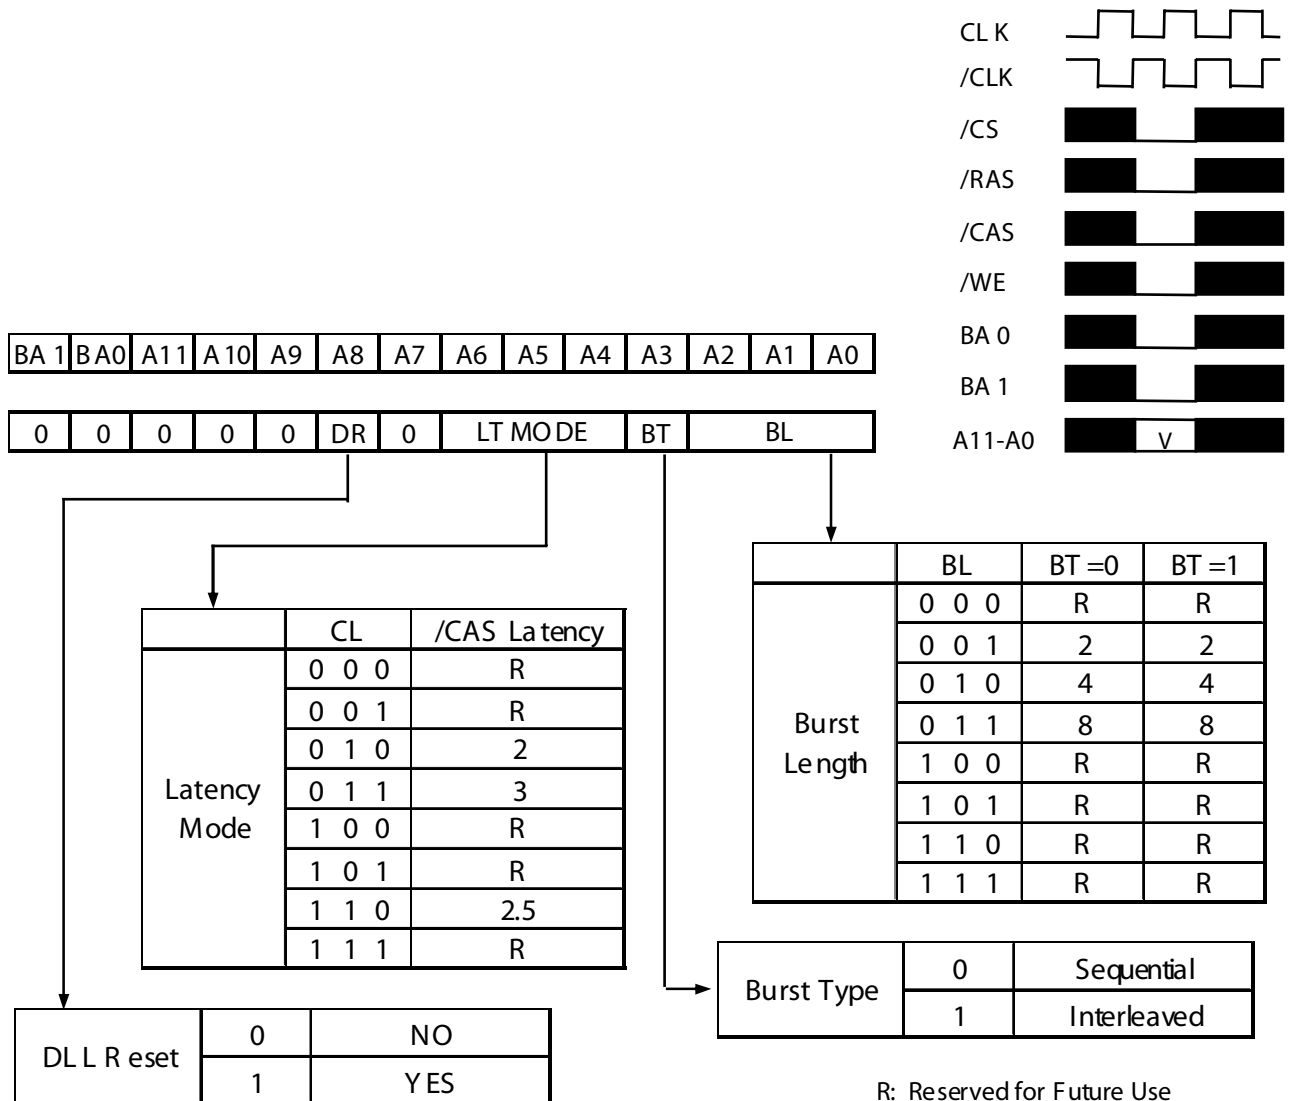 CLK
/CLK
/CS
/RAS
/CAS
/WE
BA 0
BA 1
A11-A0 V
BA 1 BA0 A11 A10 A9 A8 A7 A6 A5 A4 A3 A2 A1 A0
0 0 0 0 0 DR 0 LT MODE BT BL
BL BT =0 BT =1
0 0 0 R R
0 0 1 2 2
0 1 0 4 4
0 1 1 8 8
1 0 0 R R
1 0 1 R R
1 1 0 R R
1 1 1 R R
Burst
Length
CL /CAS Latency
0 0 0 R
0 0 1 R
0 1 0 2
0 1 1 3
1 0 0 R
1 0 1 R
1 1 0 2.5
1 1 1 R
Latency
Mode
Burst Type
0 Sequential
1 Interleaved
DLL Reset
0 NO
1 YES
R: Reserved for Future Use